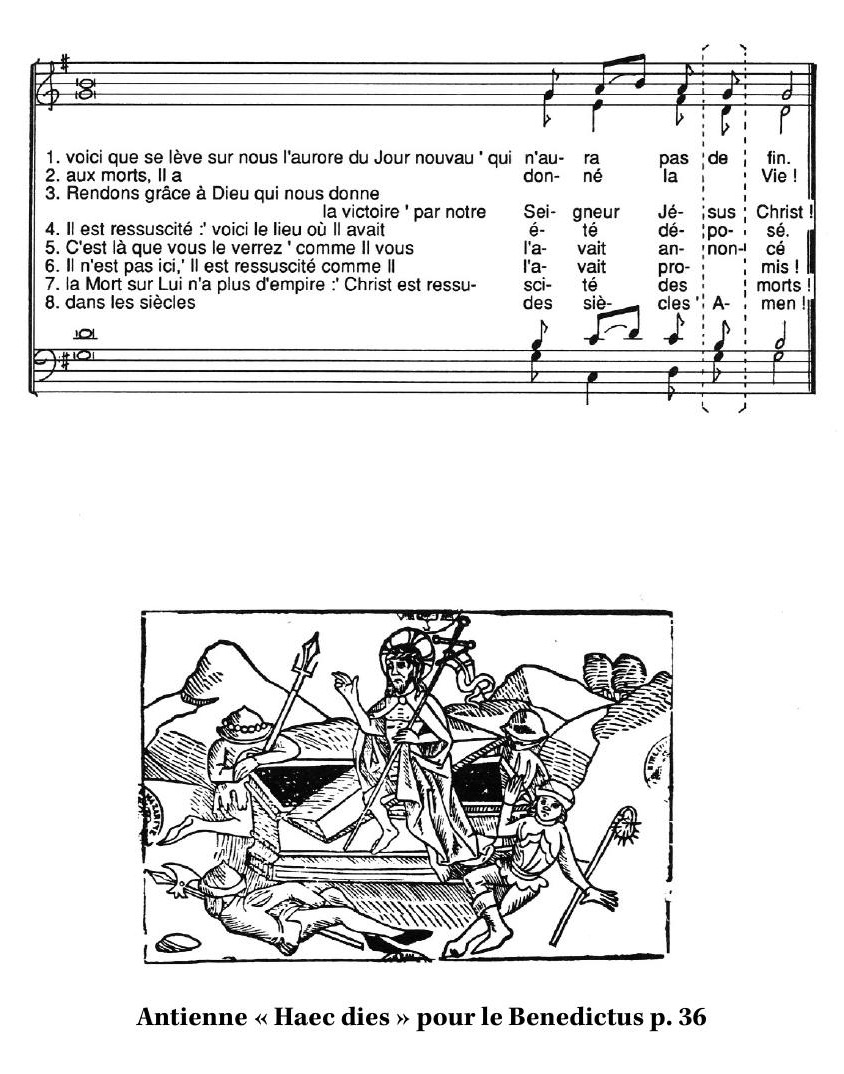 1. voici que se lève sur nous l'aurore du Jour nouvau ' qui n'au- ra pas de fin.
2. aux morts, Il a don- né la Vie !
3. Rendons grâce à Dieu qui nous donne
la victoire ' par notre Sei- gneur Jé- sus Christ !
4. Il est ressuscité :' voici le lieu où Il avait é- té dé- po- sé.
5. C'est là que vous le verrez ' comme Il vous l'a- vait an- non- cé
6. Il n'est pas ici,' Il est ressuscité comme Il l'a- vait pro- mis !
7. la Mort sur Lui n'a plus d'empire :' Christ est ressu- sci- té des morts !
8. dans les siècles des siè- cles ' A- men !
Antienne « Haec dies » pour le Benedictus p. 36